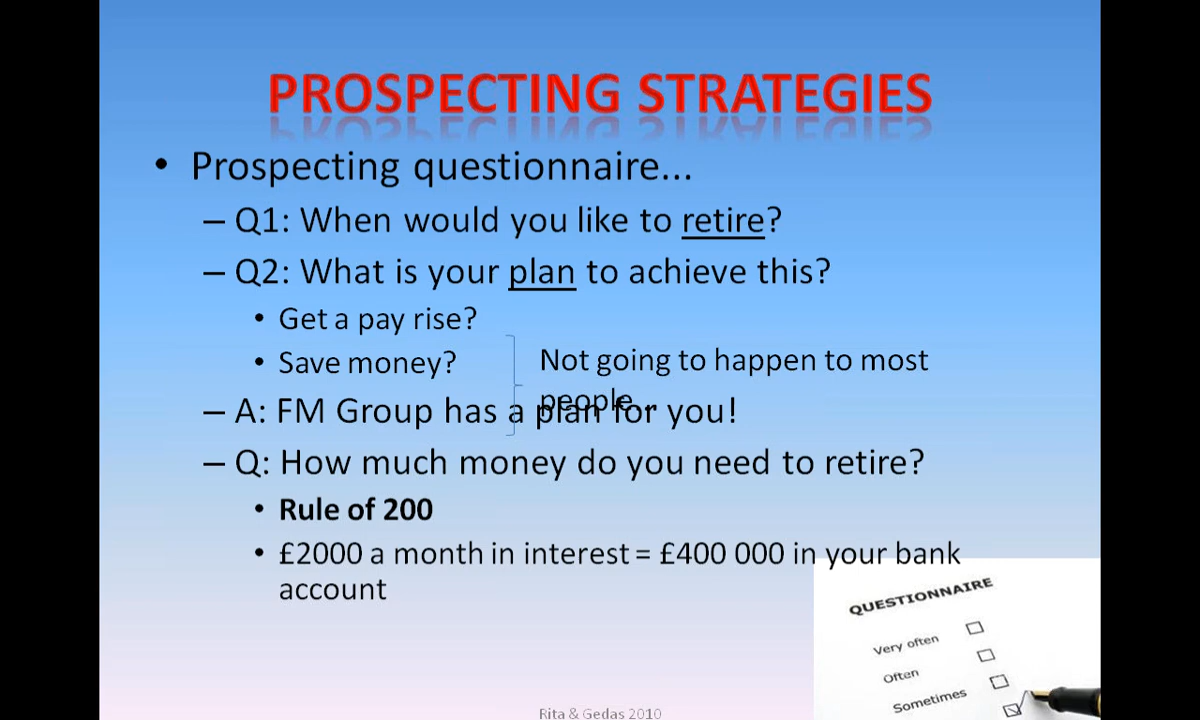 PROSPECTING STRATEGIES
• Prospecting questionnaire...
– Q1: When would you like to retire?
– Q2: What is your plan to achieve this?
• Get a pay rise?
• Save money?
Not going to happen to most
people...
– A: FM Group has a plan for you!
– Q: How much money do you need to retire?
• Rule of 200
• £2000 a month in interest = £400 000 in your bank
account
QUESTIONNAIRE
Very often
Often
Sometimes
Rita & Gedas 2010